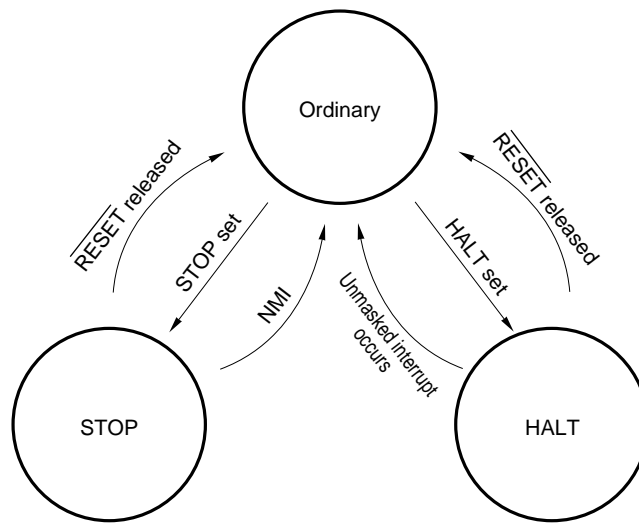 Ordinary
RESET released
STOP set
NMI
Unmasked interrupt
occurs
HALT set
RESET released
STOP
HALT